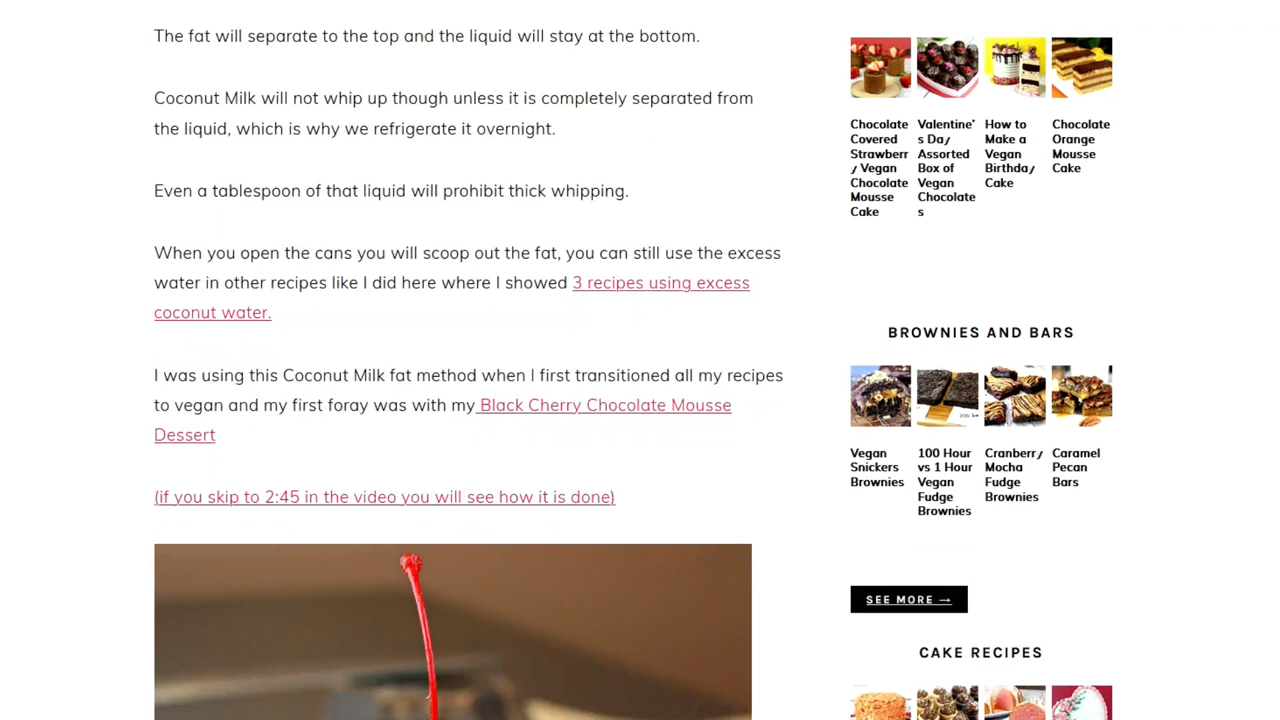 The fat will separate to the top and the liquid will stay at the bottom.
Coconut Milk will not whip up though unless it is completely separated from
the liquid, which is why we refrigerate it overnight.
Even a tablespoon of that liquid will prohibit thick whipping.
When you open the cans you will scoop out the fat, you can still use the excess
water in other recipes like I did here where I showed 3 recipes using excess
coconut water.
I was using this Coconut Milk fat method when I first transitioned all my recipes
to vegan and my first foray was with my Black Cherry Chocolate Mousse
Dessert
(if you skip to 2:45 in the video you will see how it is done)
Chocolate
Covered
Strawberr
y Vegan
Chocolate
Mousse
Cake
Valentine'
s Day
Assorted
Box of
Vegan
Chocolate
s
How to
Make a
Vegan
Birthday
Cake
Chocolate
Orange
Mousse
Cake
BROWNIES AND BARS
Vegan
Snickers
Brownies
100 Hour
vs 1 Hour
Vegan
Fudge
Brownies
Cranberry
Mocha
Fudge
Brownies
Caramel
Pecan
Bars
SEE MORE →
CAKE RECIPES